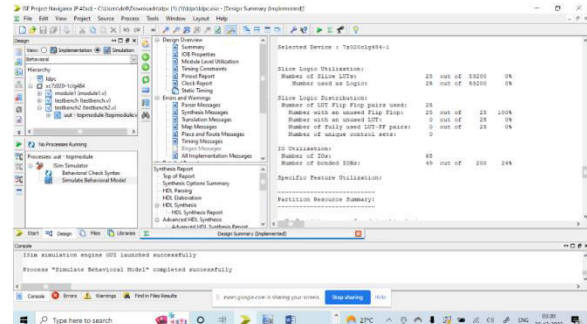 ISE Project Navigator (P.40xd) - C:\Users\dell\Downloads\ldpc (1) (1)\ldpc\ldpc.xise - [Design Summary (Implemented)]
File Edit View Project Source Process Tools Window Layout Help
Design
View: Implementation Simulation
Behavioral
Hierarchy
ldpc
xc7z020-1clg484
module1 (module1.v)
testbench (testbench.v)
testbench2 (testbench2.v)
uut - topmodule (topmodule.v)
No Processes Running
Processes: uut - topmodule
ISim Simulator
Behavioral Check Syntax
Simulate Behavioral Model
Start Design Files Libraries
Design Overview
Summary
IOB Properties
Module Level Utilization
Timing Constraints
Pinout Report
Clock Report
Static Timing
Errors and Warnings
Parser Messages
Synthesis Messages
Translation Messages
Map Messages
Place and Route Messages
Timing Messages
Bitgen Messages
All Implementation Messages
Synthesis Report
Top of Report
Synthesis Options Summary
HDL Parsing
HDL Elaboration
HDL Synthesis
HDL Synthesis Report
Advanced HDL Synthesis
Advanced HDL Synthesis Report
Selected Device : 7z020clg484-1
Slice Logic Utilization:
Number of Slice LUTs: 25 out of 53200 0%
Number used as Logic: 25 out of 53200 0%
Slice Logic Distribution:
Number of LUT Flip Flop pairs used: 25
Number with an unused Flip Flop: 25 out of 25 100%
Number with an unused LUT: 0 out of 25 0%
Number of fully used LUT-FF pairs: 0 out of 25 0%
Number of unique control sets: 0
IO Utilization:
Number of IOs:
Number of bonded IOBs: 49 out of 200 24%
Specific Feature Utilization:
Partition Resource Summary:
Design Summary (Implemented)
Console
ISim simulation engine GUI launched successfully
Process "Simulate Behavioral Model" completed successfully
Console Errors Warnings Find in Files Results
meet.google.com is sharing your screen. Stop sharing Hide
Type here to search
27°C
ENG